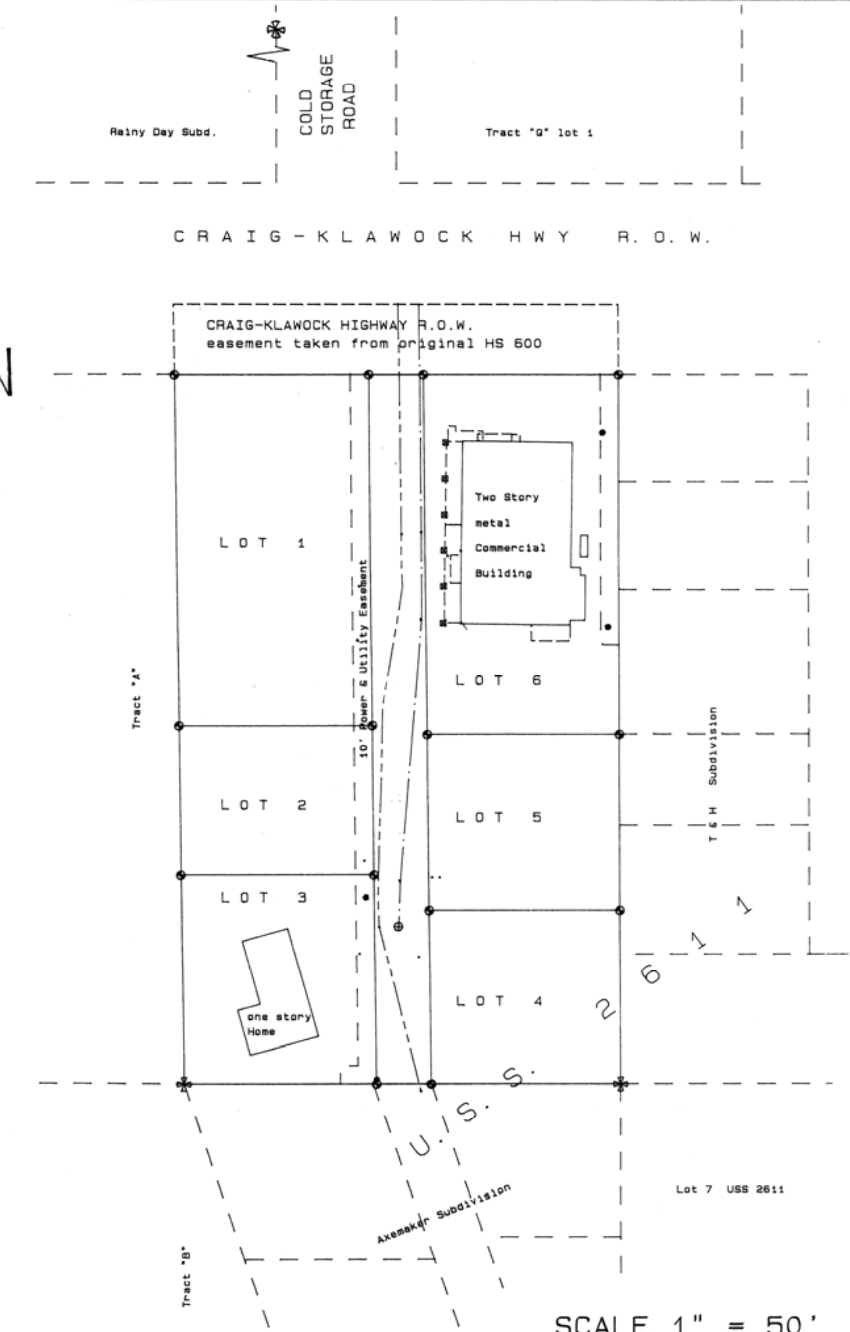 COLD
STORAGE
ROAD
Rainy Day Subd.
Tract "Q" lot 1
CRAIG-KLAWOCK HWY R.O.W.
CRAIG-KLAWOCK HIGHWAY R.O.W.
easement taken from original HS 600
LOT 1
Two Story
metal
Commercial
Building
10' Power & Utility Easement
Tract "A"
LOT 6
LOT 2
LOT 5
T & H Subdivision
LOT 3
one story
Home
LOT 4
U.S.S. 2611
Axemaker Subdivision
Lot 7 USS 2611
Tract "B"
SCALE 1" = 50'